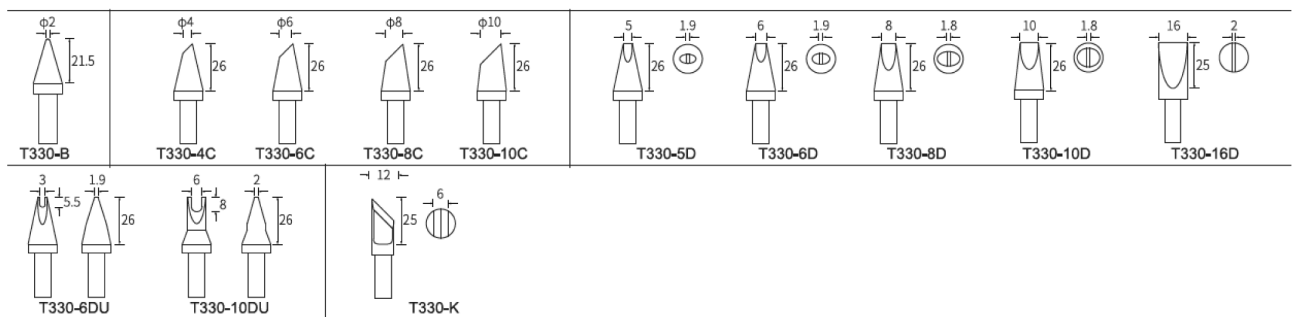 ϕ2
21.5
T330-B
ϕ4
26
T330-4C
ϕ6
26
T330-6C
ϕ8
26
T330-8C
ϕ10
26
T330-10C
5
1.9
26
T330-5D
6
1.9
26
T330-6D
8
1.8
26
T330-8D
10
1.8
26
T330-10D
16
2
25
T330-16D
3
5.5
1.9
26
T330-6DU
6
8
2
26
T330-10DU
12
25
6
T330-K